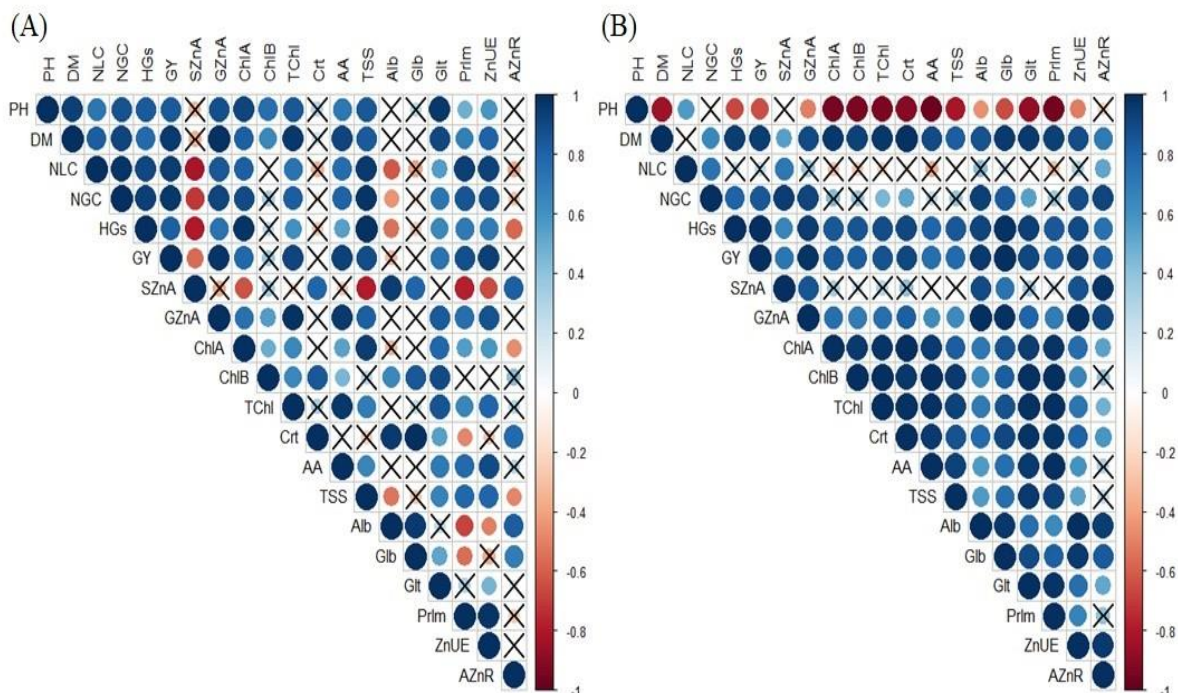 (A)
PH DM NLC NGC HGs GY SZnA GZnA ChlA ChlB TChl Crt AA TSS Alb Glb Glt Prlm ZnUE AZnR
PH
DM
NLC
NGC
HGs
GY
SZnA
GZnA
ChlA
ChlB
TChl
Crt
AA
TSS
Alb
Glb
Glt
Prlm
ZnUE
AZnR
1
0.8
0.6
0.4
0.2
0
-0.2
-0.4
-0.6
-0.8
-1
(B)
PH DM NLC NGC HGs GY SZnA GZnA ChlA ChlB TChl Crt AA TSS Alb Glb Glt Prlm ZnUE AZnR
PH
DM
NLC
NGC
HGs
GY
SZnA
GZnA
ChlA
ChlB
TChl
Crt
AA
TSS
Alb
Glb
Glt
Prlm
ZnUE
AZnR
1
0.8
0.6
0.4
0.2
0
-0.2
-0.4
-0.6
-0.8
-1